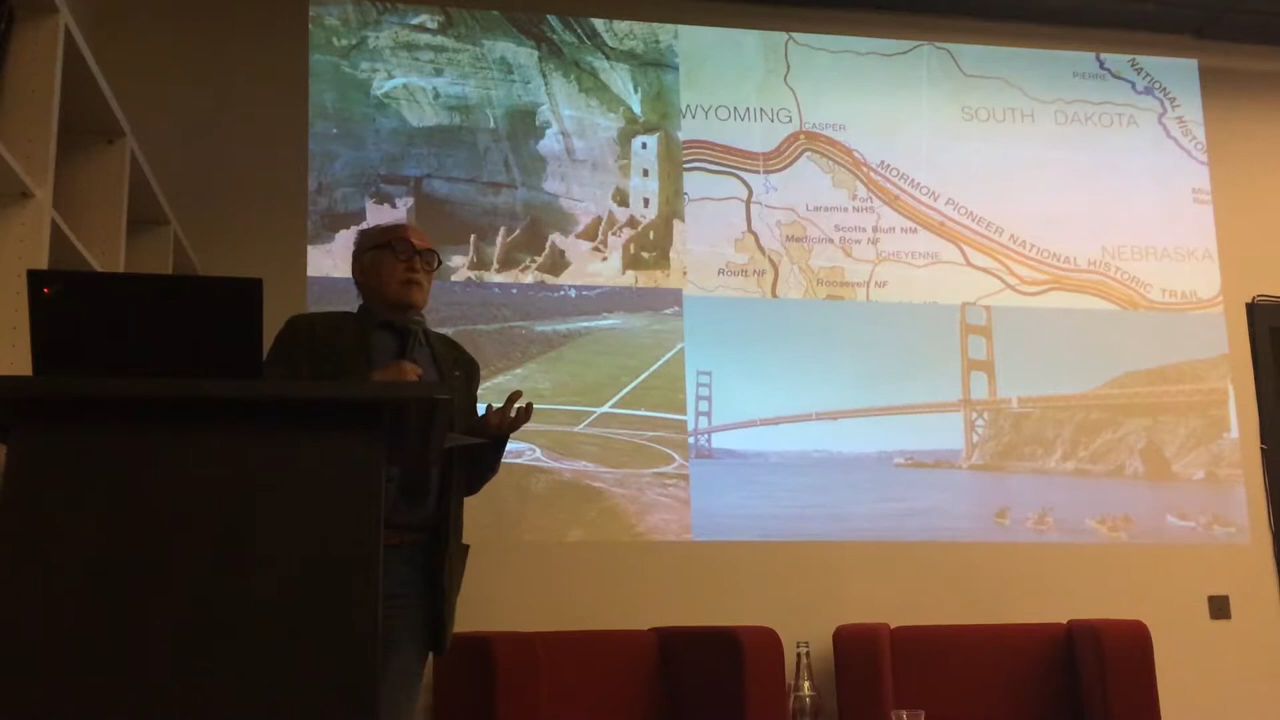 PIERRE
NATIONAL HISTO
WYOMING
SOUTH DAKOTA
CASPER
MORMON PIONEER NATIONAL HISTORIC TRAIL
Fort
Laramie NHS
Scotts Bluff NM
Medicine Bow NF
CHEYENNE
NEBRASKA
Routt NF
Roosevelt NF